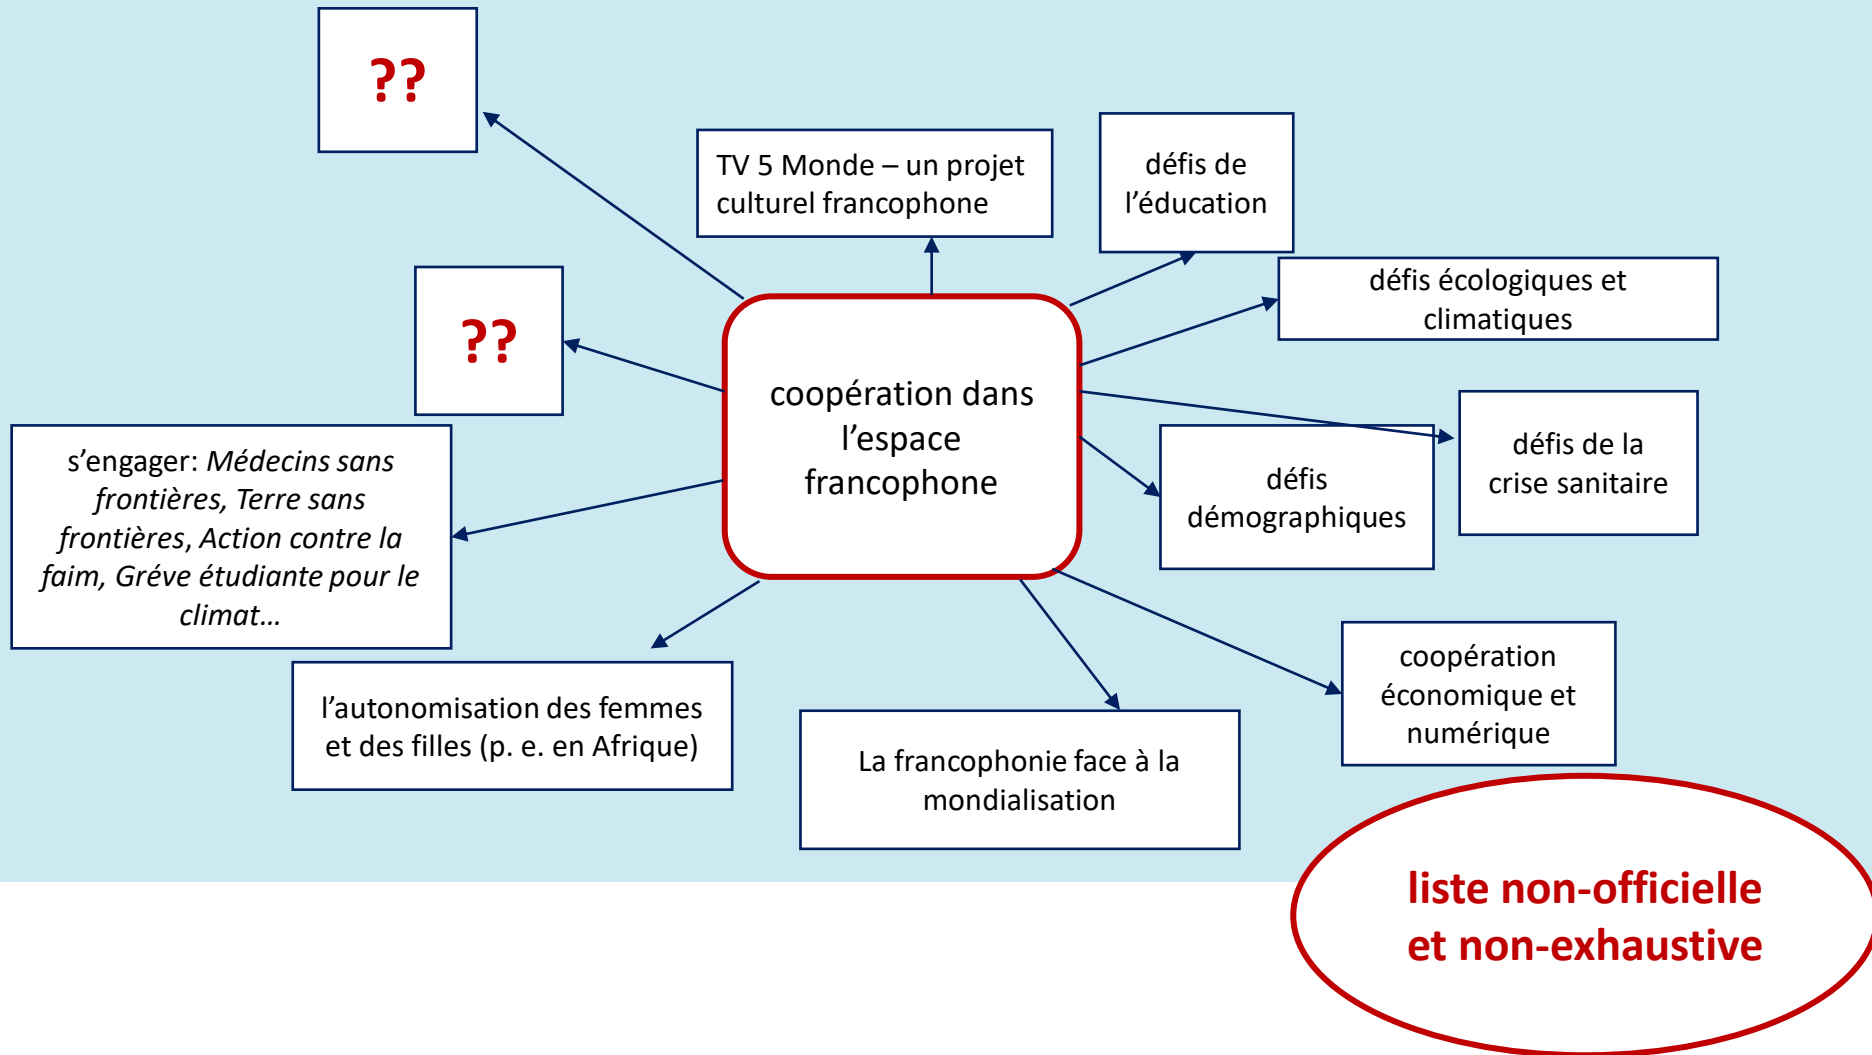 ??
TV 5 Monde – un projet
culturel francophone
défis de
l’éducation
défis écologiques et
climatiques
??
coopération dans
l’espace
francophone
défis de la
crise sanitaire
défis
démographiques
s’engager: Médecins sans
frontières, Terre sans
frontières, Action contre la
faim, Gréve étudiante pour le
climat…
l’autonomisation des femmes
et des filles (p. e. en Afrique)
La francophonie face à la
mondialisation
coopération
économique et
numérique
liste non-officielle
et non-exhaustive